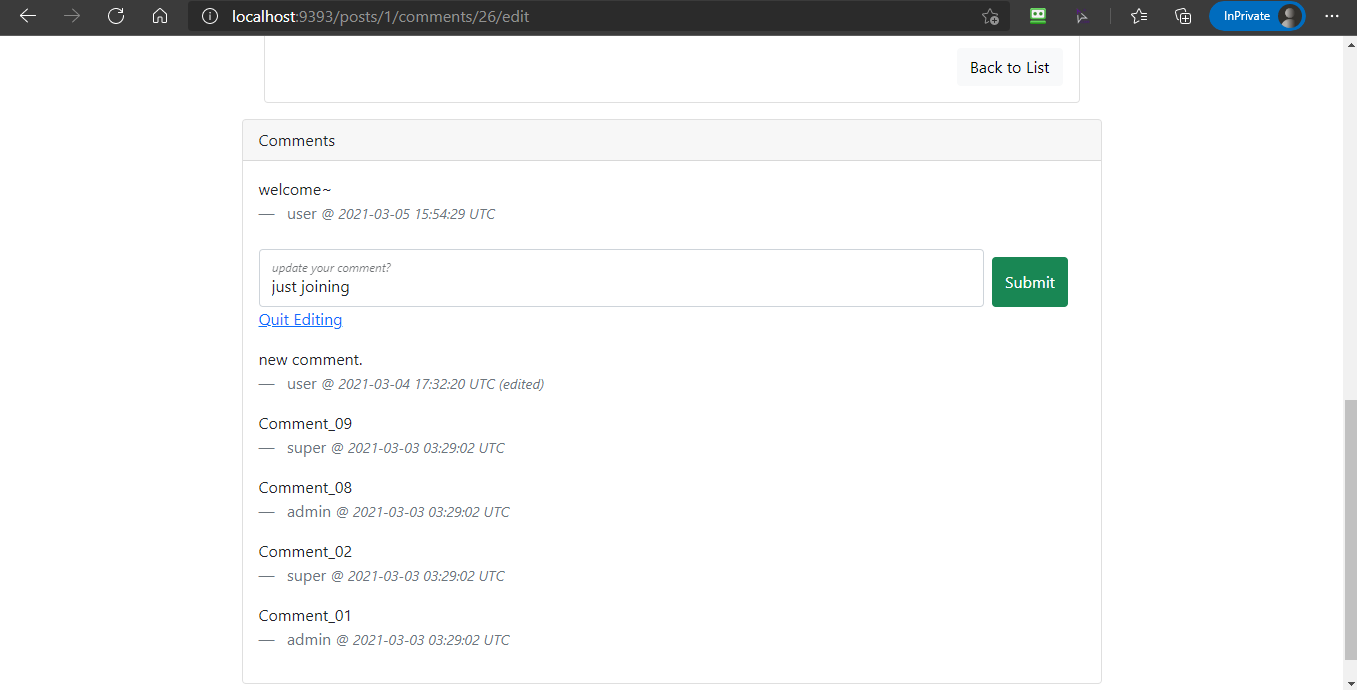 localhost:9393/posts/1/comments/26/edit
InPrivate
Back to List
Comments
welcome~
— user @ 2021-03-05 15:54:29 UTC
update your comment?
just joining
Submit
Quit Editing
new comment.
— user @ 2021-03-04 17:32:20 UTC (edited)
Comment_09
— super @ 2021-03-03 03:29:02 UTC
Comment_08
— admin @ 2021-03-03 03:29:02 UTC
Comment_02
— super @ 2021-03-03 03:29:02 UTC
Comment_01
— admin @ 2021-03-03 03:29:02 UTC